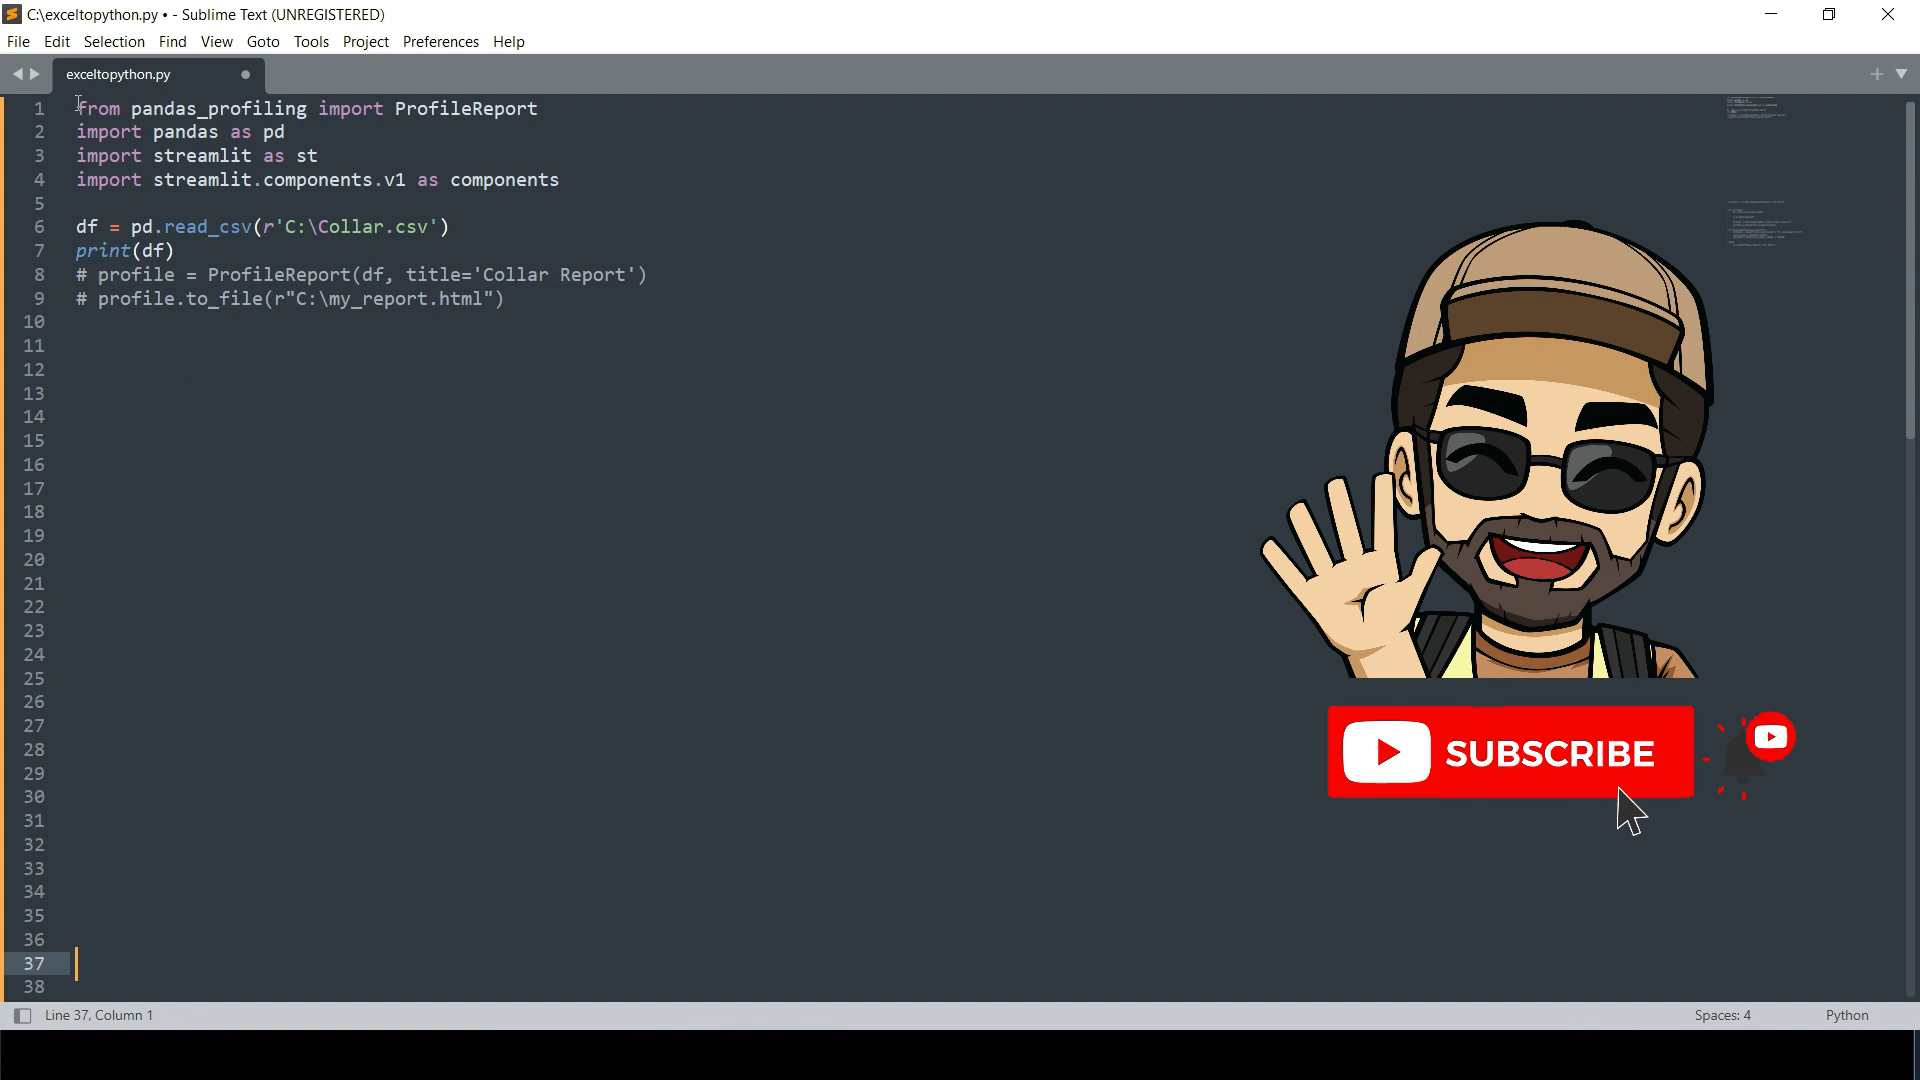 C:\exceltopython.py • - Sublime Text (UNREGISTERED)
File Edit Selection Find View Goto Tools Project Preferences Help
exceltopython.py
1 from pandas_profiling import ProfileReport
2 import pandas as pd
3 import streamlit as st
4 import streamlit.components.v1 as components
5
6 df = pd.read_csv(r'C:\Collar.csv')
7 print(df)
8 # profile = ProfileReport(df, title='Collar Report')
9 # profile.to_file(r"C:\my_report.html")
10
11
12
13
14
15
16
17
18
19
20
21
22
23
24
25
26
27
28
29
30
31
32
33
34
35
36
37
38
SUBSCRIBE
Line 37, Column 1 Spaces: 4 Python